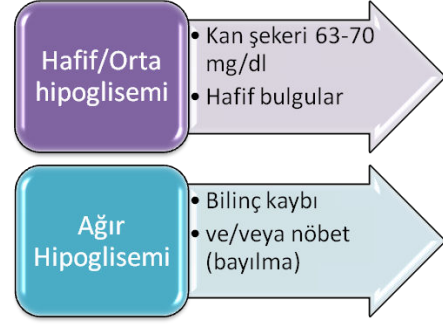 Hafif/Orta
hipoglisemi
• Kan şekeri 63-70
mg/dl
• Hafif bulgular
Ağır
Hipoglisemi
• Bilinç kaybı
• ve/veya nöbet
(bayılma)